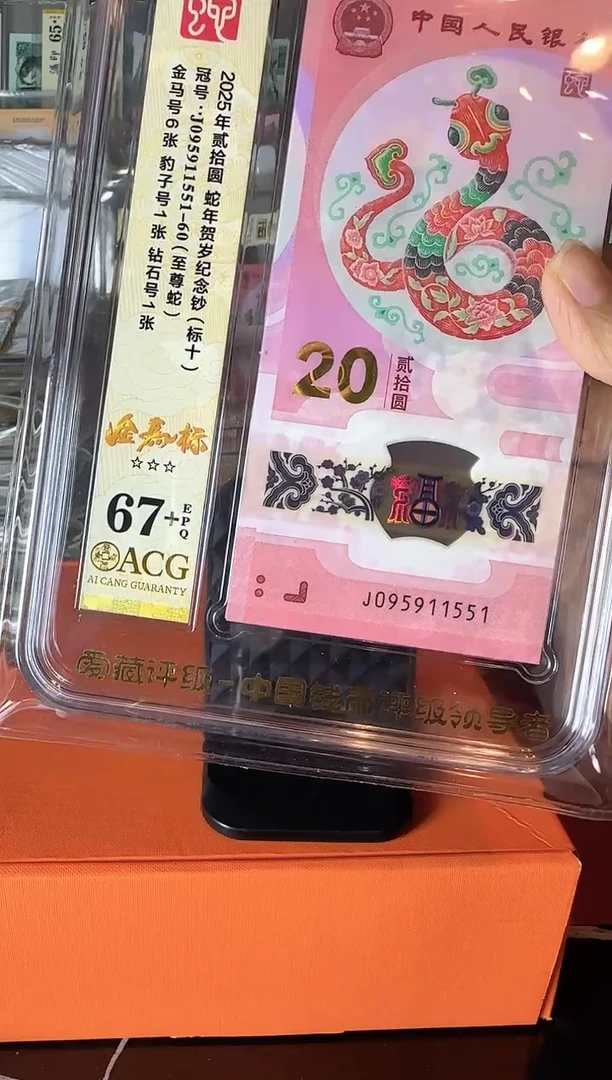 2025年贰拾圆 蛇年贺岁纪念钞(标十)
冠号:J095911551-60(至尊蛇)
金马号6张 豹子号1张 钻石号1张
金马标
☆☆☆
67+
EPQ
ACG
AI CANG GUARANTY
中国人民银
20
贰拾圆
福
J095911551
爱藏评级-中国钱币评级领导者